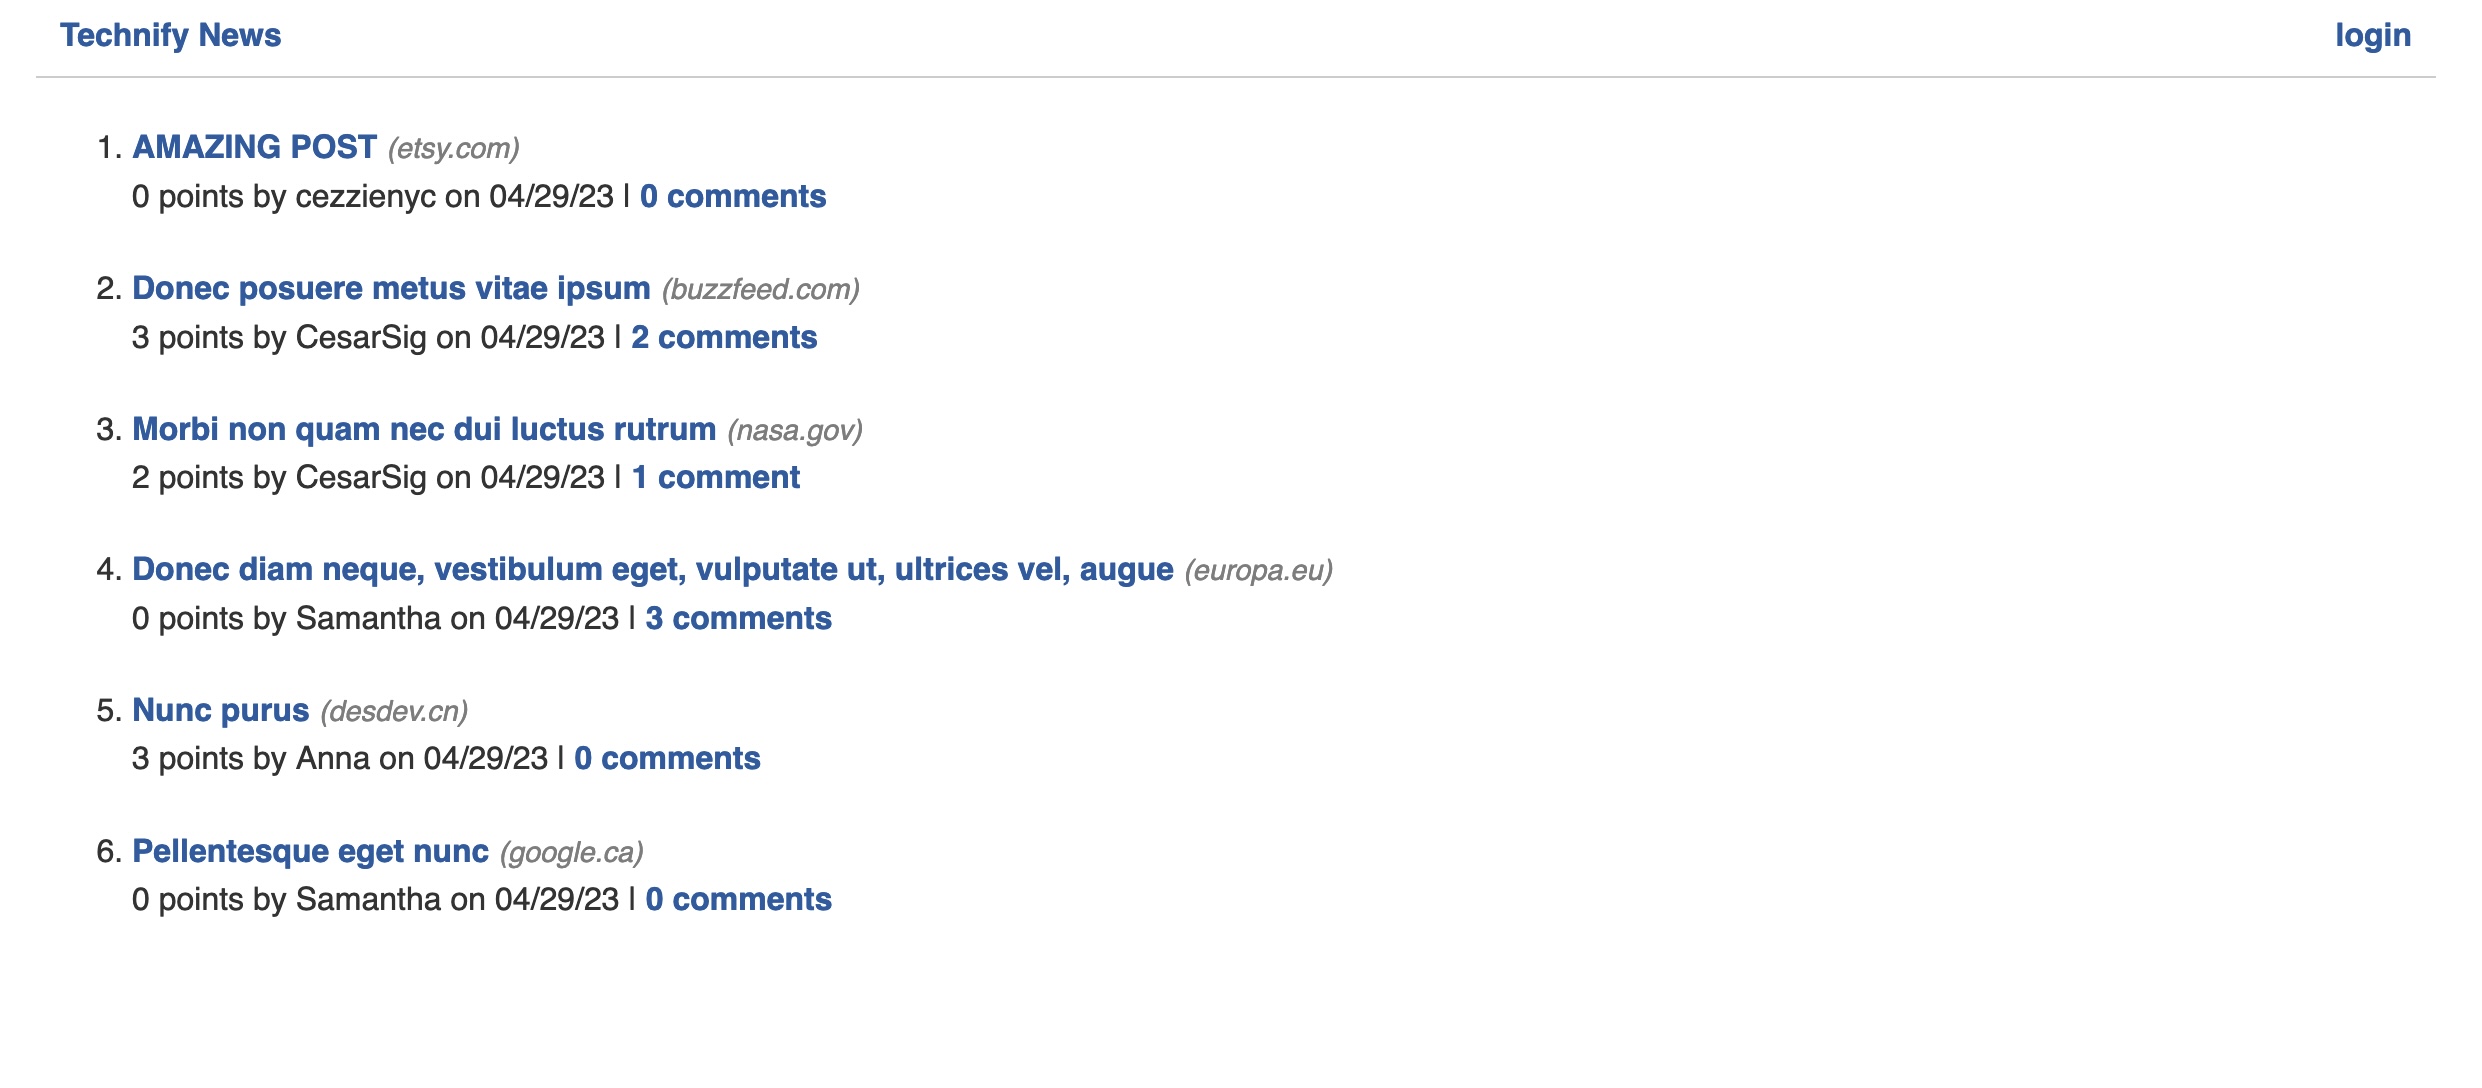 Technify News
login
1. AMAZING POST (etsy.com)
0 points by cezzienyc on 04/29/23 | 0 comments
2. Donec posuere metus vitae ipsum (buzzfeed.com)
3 points by CesarSig on 04/29/23 | 2 comments
3. Morbi non quam nec dui luctus rutrum (nasa.gov)
2 points by CesarSig on 04/29/23 | 1 comment
4. Donec diam neque, vestibulum eget, vulputate ut, ultrices vel, augue (europa.eu)
0 points by Samantha on 04/29/23 | 3 comments
5. Nunc purus (desdev.cn)
3 points by Anna on 04/29/23 | 0 comments
6. Pellentesque eget nunc (google.ca)
0 points by Samantha on 04/29/23 | 0 comments